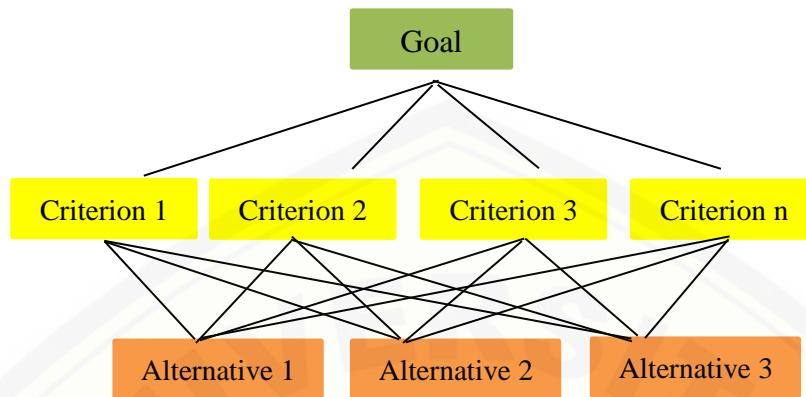 Goal
Criterion 1
Criterion 2
Criterion 3
Criterion n
Alternative 1
Alternative 2
Alternative 3